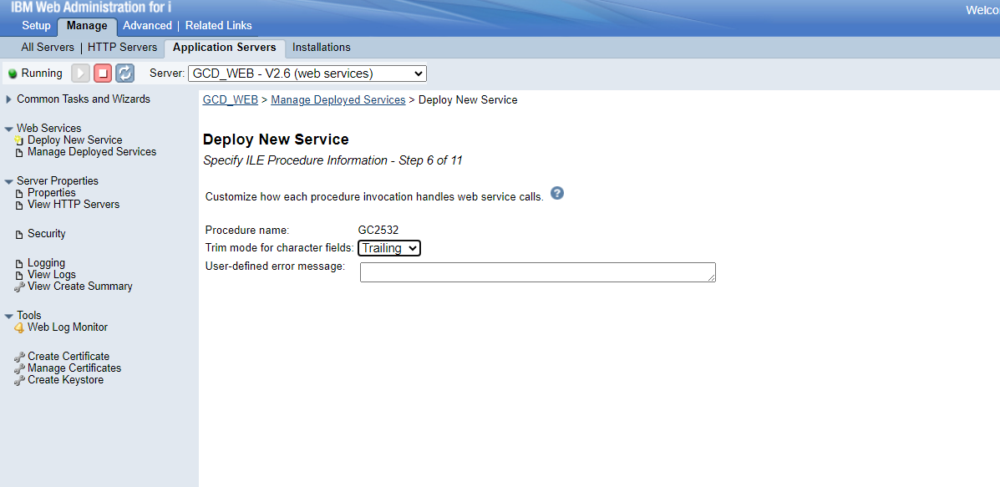 IBM Web Administration for i
Welco
Setup Manage Advanced | Related Links
All Servers | HTTP Servers Application Servers Installations
Running Server: GCD_WEB - V2.6 (web services)
Common Tasks and Wizards
Web Services
Deploy New Service
Manage Deployed Services
Server Properties
Properties
View HTTP Servers
Security
Logging
View Logs
View Create Summary
Tools
Web Log Monitor
Create Certificate
Manage Certificates
Create Keystore
GCD_WEB > Manage Deployed Services > Deploy New Service
Deploy New Service
Specify ILE Procedure Information - Step 6 of 11
Customize how each procedure invocation handles web service calls. ?
Procedure name: GC2532
Trim mode for character fields: Trailing
User-defined error message: